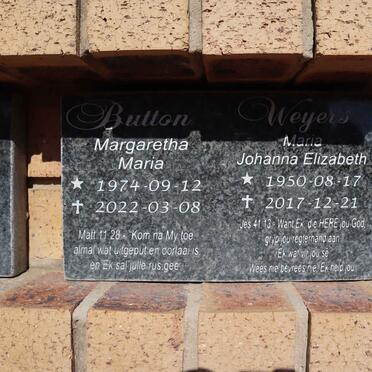 Button
Margaretha
Maria
★ 1974-09-12
✝ 2022-03-08
Matt 11:28 - Kom na My toe
almal wat uitgeput en oorlaai is
en Ek sal julle rus gee
Weyers
Maria
Johanna Elizabeth
★ 1950-08-17
✝ 2017-12-21
Jes 41:13 - Want Ek, die HERE jou God
gryp jou regterhand aan
Ek wat vir jou sê
Wees nie bevrees nie, Ek help jou